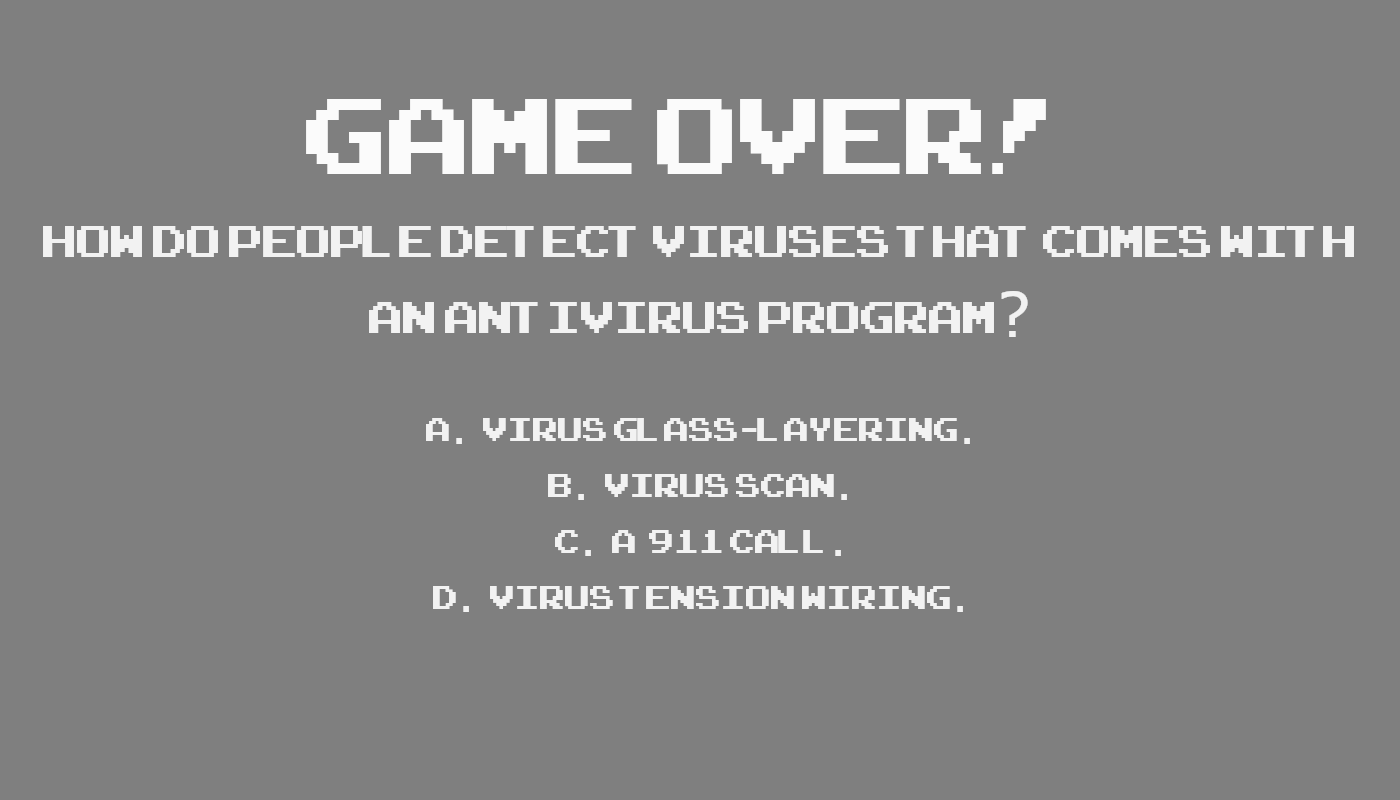 GAME OVER!
HOW DO PEOPLE DETECT VIRUSES THAT COMES WITH
AN ANTIVIRUS PROGRAM?
A. VIRUS GLASS-LAYERING.
B. VIRUS SCAN.
C. A 911 CALL.
D. VIRUS TENSION WIRING.